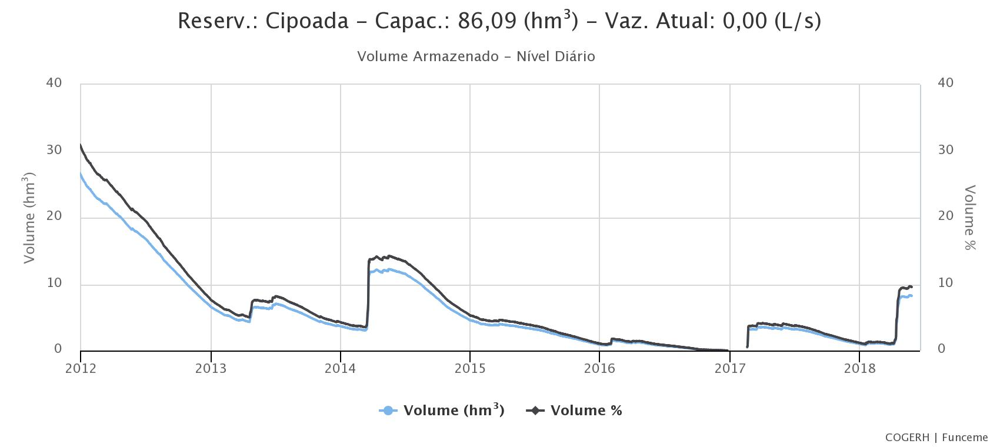 Reserv.: Cipoada – Capac.: 86,09 (hm³) – Vaz. Atual: 0,00 (L/s)
Volume Armazenado – Nível Diário
Volume (hm³)
40
30
20
10
0
40
30
20
10
0
Volume %
2012 2013 2014 2015 2016 2017 2018
Volume (hm³) Volume %
COGERH | Funceme